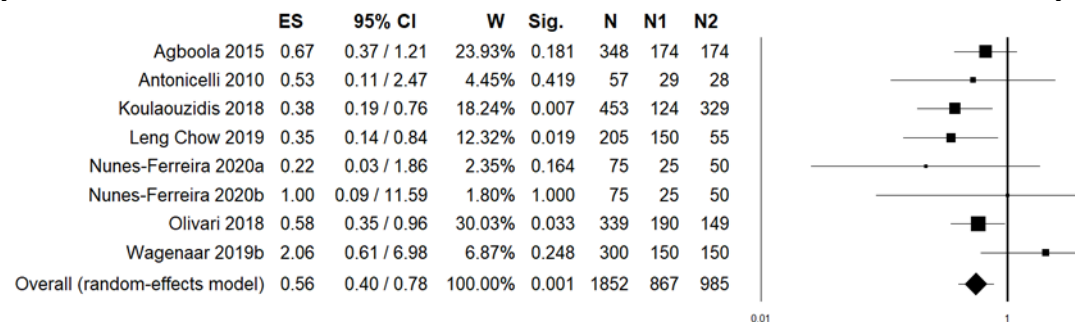 ES 95% CI W Sig. N N1 N2
Agboola 2015 0.67 0.37 / 1.21 23.93% 0.181 348 174 174
Antonicelli 2010 0.53 0.11 / 2.47 4.45% 0.419 57 29 28
Koulaouzidis 2018 0.38 0.19 / 0.76 18.24% 0.007 453 124 329
Leng Chow 2019 0.35 0.14 / 0.84 12.32% 0.019 205 150 55
Nunes-Ferreira 2020a 0.22 0.03 / 1.86 2.35% 0.164 75 25 50
Nunes-Ferreira 2020b 1.00 0.09 / 11.59 1.80% 1.000 75 25 50
Olivari 2018 0.58 0.35 / 0.96 30.03% 0.033 339 190 149
Wagenaar 2019b 2.06 0.61 / 6.98 6.87% 0.248 300 150 150
Overall (random-effects model) 0.56 0.40 / 0.78 100.00% 0.001 1852 867 985
0.01 1